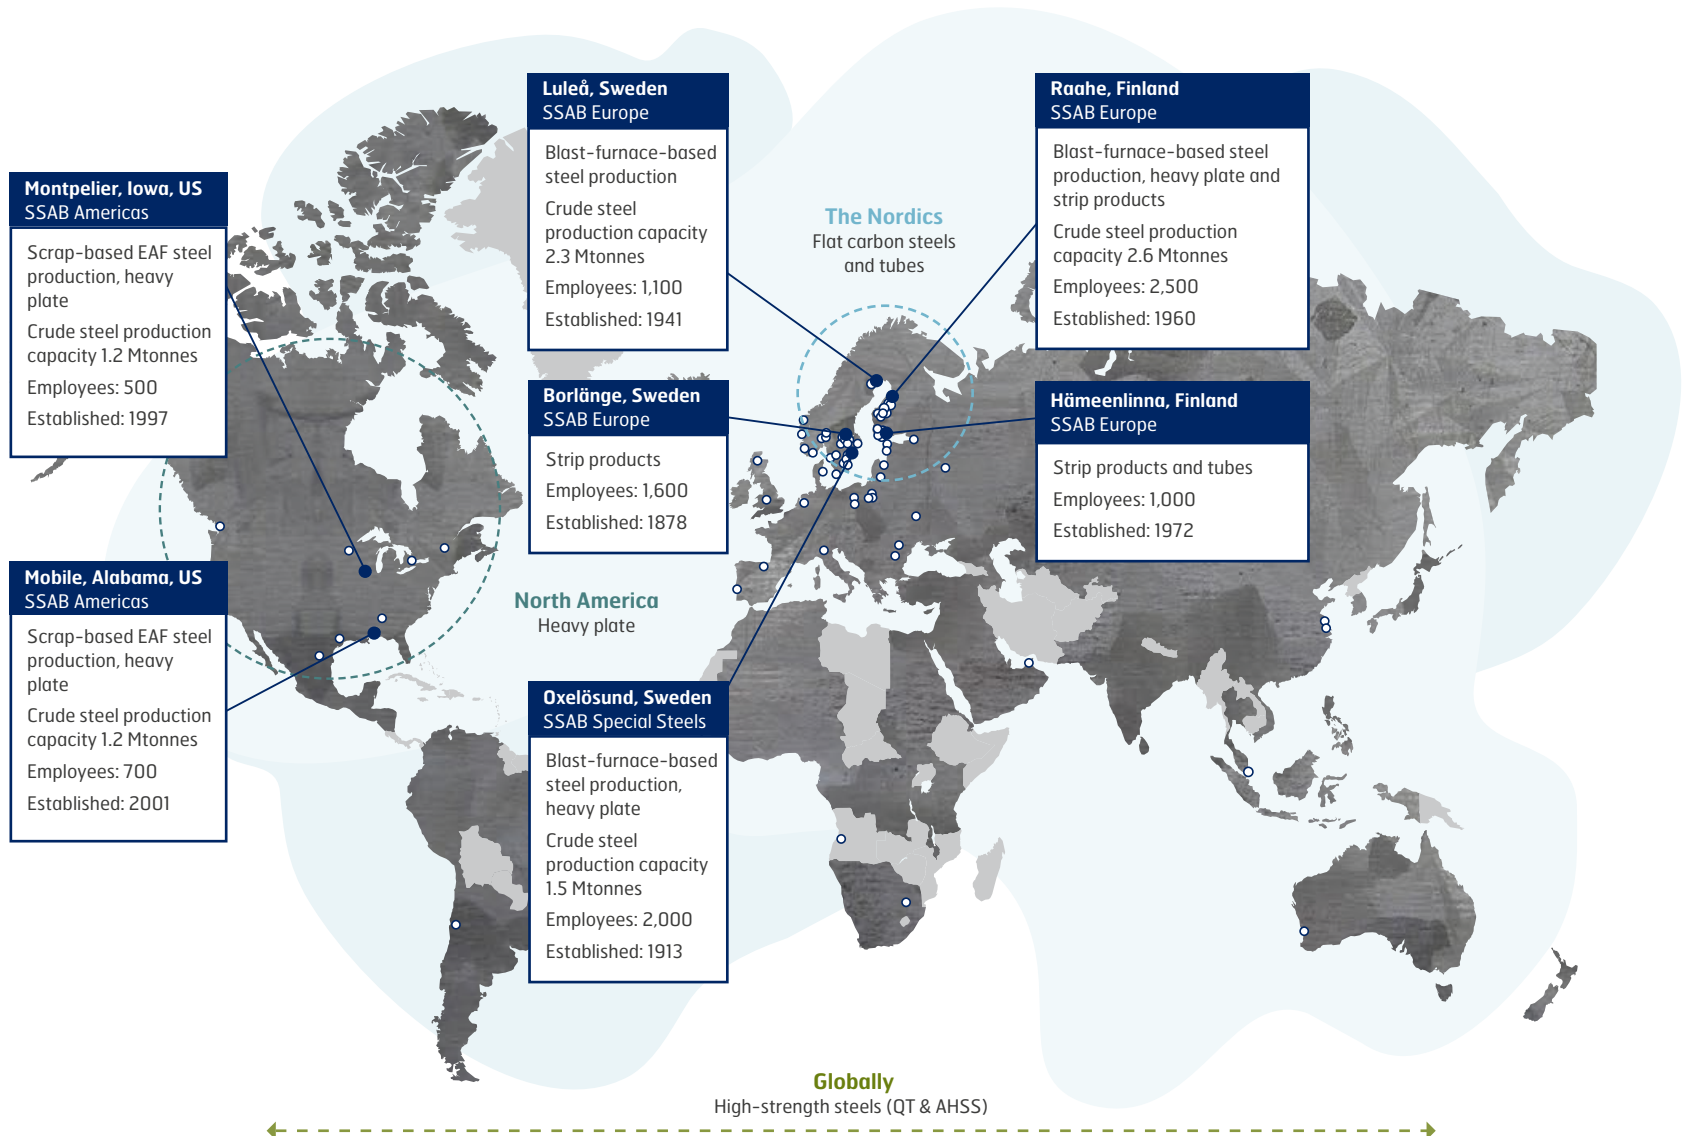 Montpelier, Iowa, US
SSAB Americas
Scrap-based EAF steel
production, heavy
plate
Crude steel production
capacity 1.2 Mtonnes
Employees: 500
Established: 1997
Mobile, Alabama, US
SSAB Americas
Scrap-based EAF steel
production, heavy
plate
Crude steel production
capacity 1.2 Mtonnes
Employees: 700
Established: 2001
Luleå, Sweden
SSAB Europe
Blast-furnace-based
steel production
Crude steel
production capacity
2.3 Mtonnes
Employees: 1,100
Established: 1941
Borlänge, Sweden
SSAB Europe
Strip products
Employees: 1,600
Established: 1878
North America
Heavy plate
Oxelösund, Sweden
SSAB Special Steels
Blast-furnace-based
steel production,
heavy plate
Crude steel
production capacity
1.5 Mtonnes
Employees: 2,000
Established: 1913
The Nordics
Flat carbon steels
and tubes
Raahe, Finland
SSAB Europe
Blast-furnace-based steel
production, heavy plate and
strip products
Crude steel production
capacity 2.6 Mtonnes
Employees: 2,500
Established: 1960
Hämeenlinna, Finland
SSAB Europe
Strip products and tubes
Employees: 1,000
Established: 1972
Globally
High-strength steels (QT & AHSS)